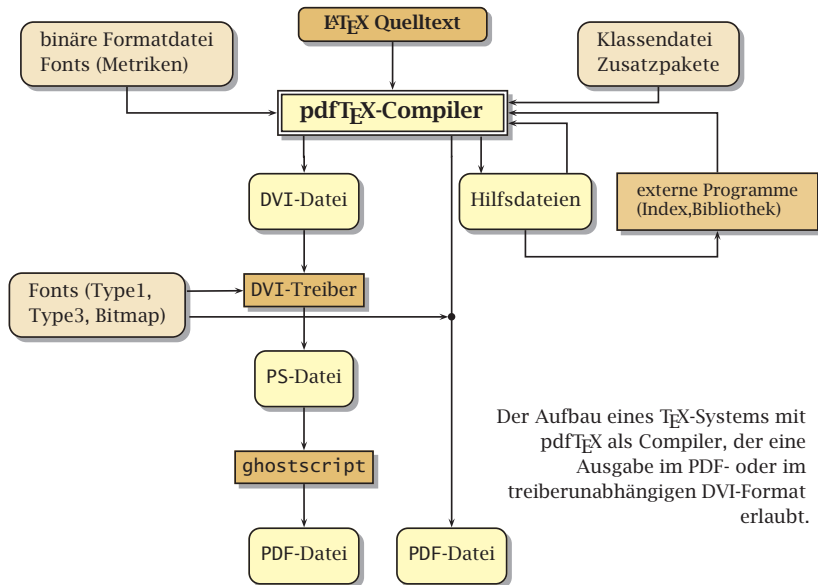 LATEX Quelltext
binäre Formatdatei
Fonts (Metriken)
Klassendatei
Zusatzpakete
pdfTEX-Compiler
DVI-Datei
Hilfsdateien
externe Programme
(Index,Bibliothek)
Fonts (Type1,
Type3, Bitmap)
DVI-Treiber
PS-Datei
Der Aufbau eines TEX-Systems mit
pdfTEX als Compiler, der eine
Ausgabe im PDF- oder im
treiberunabhängigen DVI-Format
erlaubt.
ghostscript
PDF-Datei
PDF-Datei